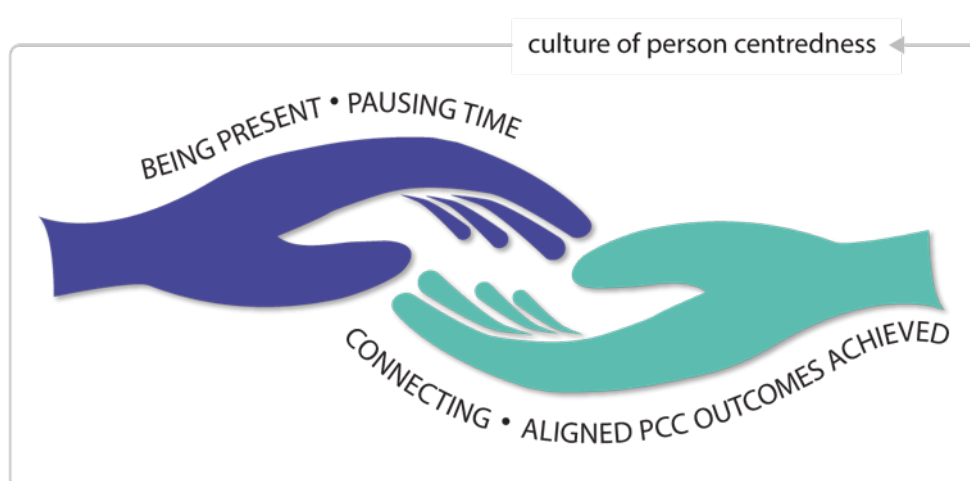 culture of person centredness
BEING PRESENT • PAUSING TIME
CONNECTING • ALIGNED PCC OUTCOMES ACHIEVED